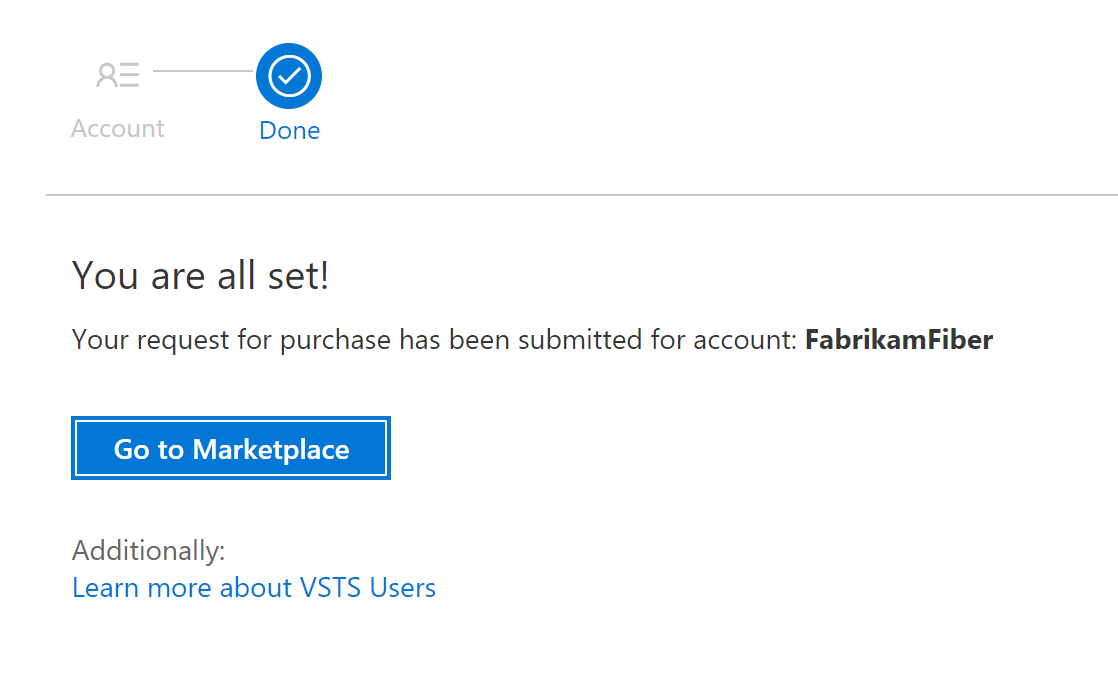 Account
Done
You are all set!
Your request for purchase has been submitted for account: FabrikamFiber
Go to Marketplace
Additionally:
Learn more about VSTS Users